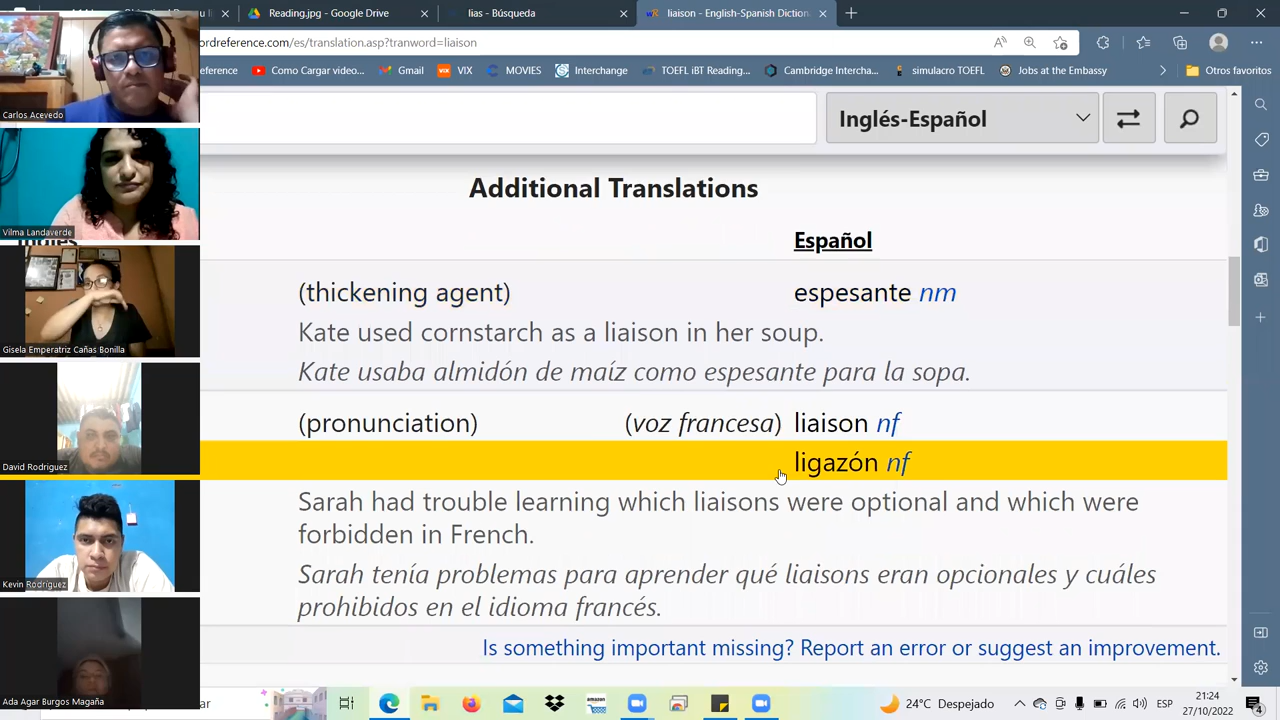 Reading.jpg - Google Drive
lias - Búsqueda
liaison - English-Spanish Diction
ordreference.com/es/translation.asp?tranword=liaison
eference
Como Cargar video...
Gmail
VIX
MOVIES
Interchange
TOEFL iBT Reading...
Cambridge Intercha...
simulacro TOEFL
Jobs at the Embassy
Otros favoritos
Carlos Acevedo
Inglés-Español
Additional Translations
Vilma Landaverde
Inglés
Español
(thickening agent) espesante nm
Kate used cornstarch as a liaison in her soup.
Gisela Emperatriz Cañas Bonilla
Kate usaba almidón de maíz como espesante para la sopa.
(pronunciation) (voz francesa) liaison nf
David Rodriguez
ligazón nf
Sarah had trouble learning which liaisons were optional and which were
forbidden in French.
Kevin Rodríguez
Sarah tenía problemas para aprender qué liaisons eran opcionales y cuáles
prohibidos en el idioma francés.
Is something important missing? Report an error or suggest an improvement.
Ada Agar Burgos Magaña
ar
amazon
24°C Despejado
ESP
21:24
27/10/2022
4